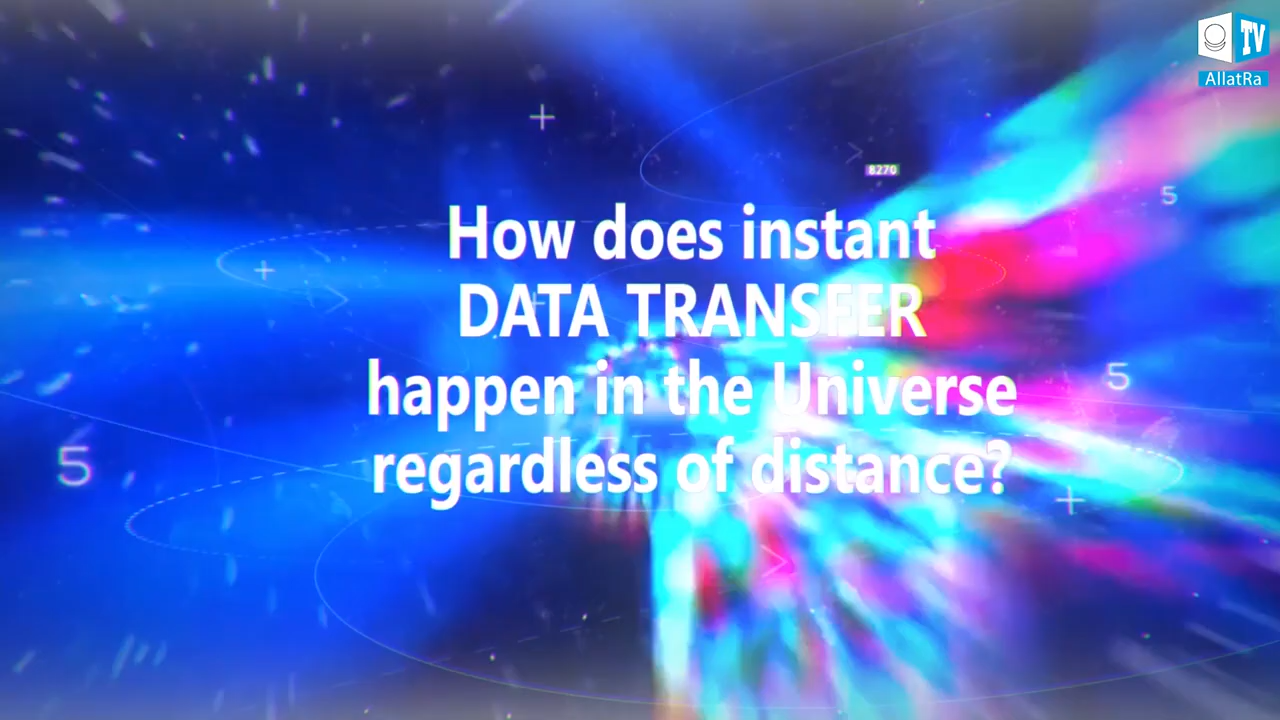 TV
AllatRa
8270
5
How does instant
DATA TRANSFER
happen in the Universe
regardless of distance?
5
5